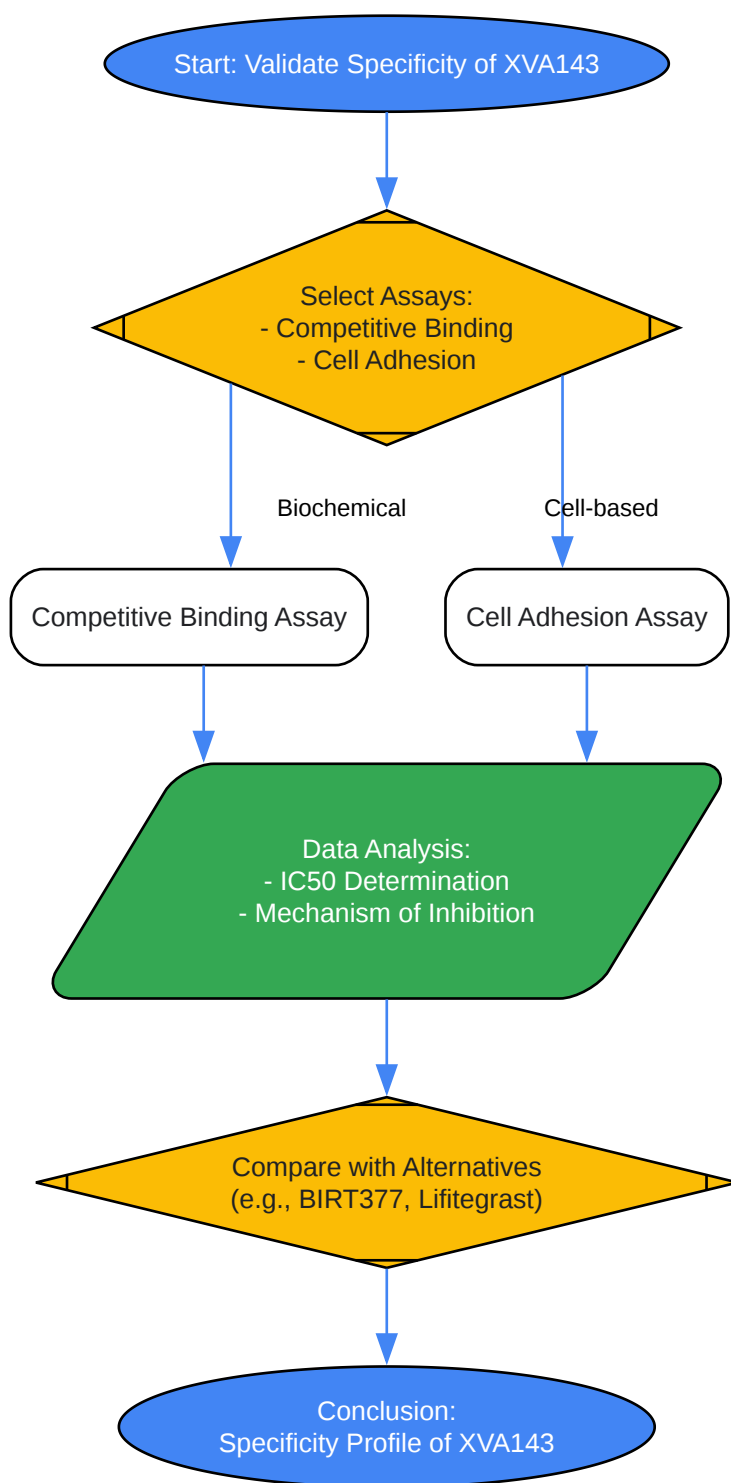 Start: Validate Specificity of XVA143
Select Assays:
- Competitive Binding
- Cell Adhesion
Biochemical
Cell-based
Competitive Binding Assay
Cell Adhesion Assay
Data Analysis:
- IC50 Determination
- Mechanism of Inhibition
Compare with Alternatives
(e.g., BIRT377, Lifitegrast)
Conclusion:
Specificity Profile of XVA143